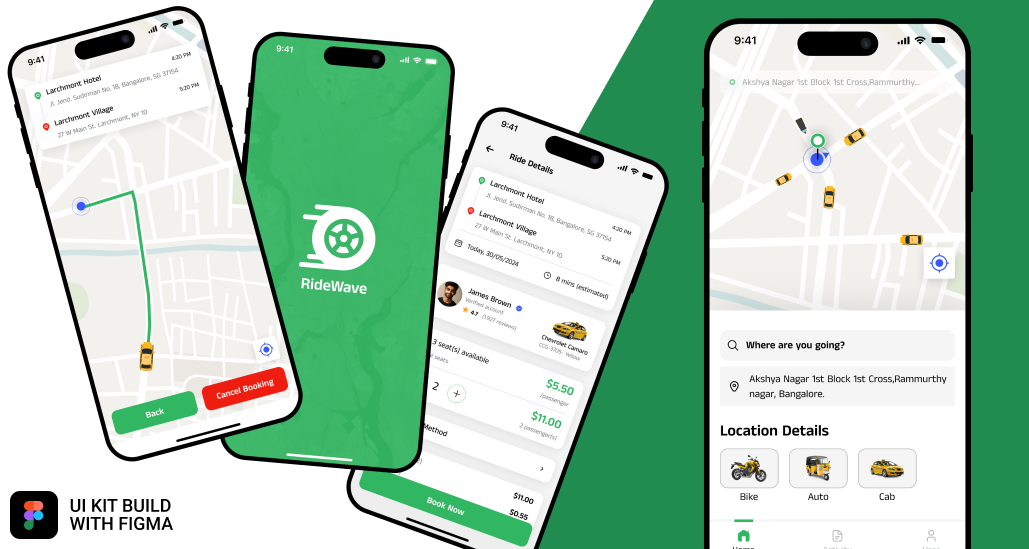 9:41
Larchmont Hotel
4:20 PM
Jl. Jend. Sudirman No. 18, Bangalore, SG 37154
Larchmont Village
5:20 PM
27 W Main St. Larchmont, NY 10
Back
Cancel Booking
9:41
RideWave
9:41
Ride Details
Larchmont Hotel
4:20 PM
Jl. Jend. Sudirman No. 18, Bangalore, SG 37154
Larchmont Village
5:20 PM
27 W Main St. Larchmont, NY 10
Today, 30/05/2024
8 mins (estimated)
James Brown
Verified account
4.7 (1927 reviews)
Chevrolet Camaro
CCG-3705 - Yellow
3 seat(s) available
seats
$5.50
/passenger
2 +
$11.00
2 passenger(s)
Method
$11.00
$0.55
Book Now
9:41
Akshya Nagar 1st Block 1st Cross,Rammurthy...
Where are you going?
Akshya Nagar 1st Block 1st Cross,Rammurthy
nagar, Bangalore.
Location Details
Bike
Auto
Cab
UI KIT BUILD
WITH FIGMA